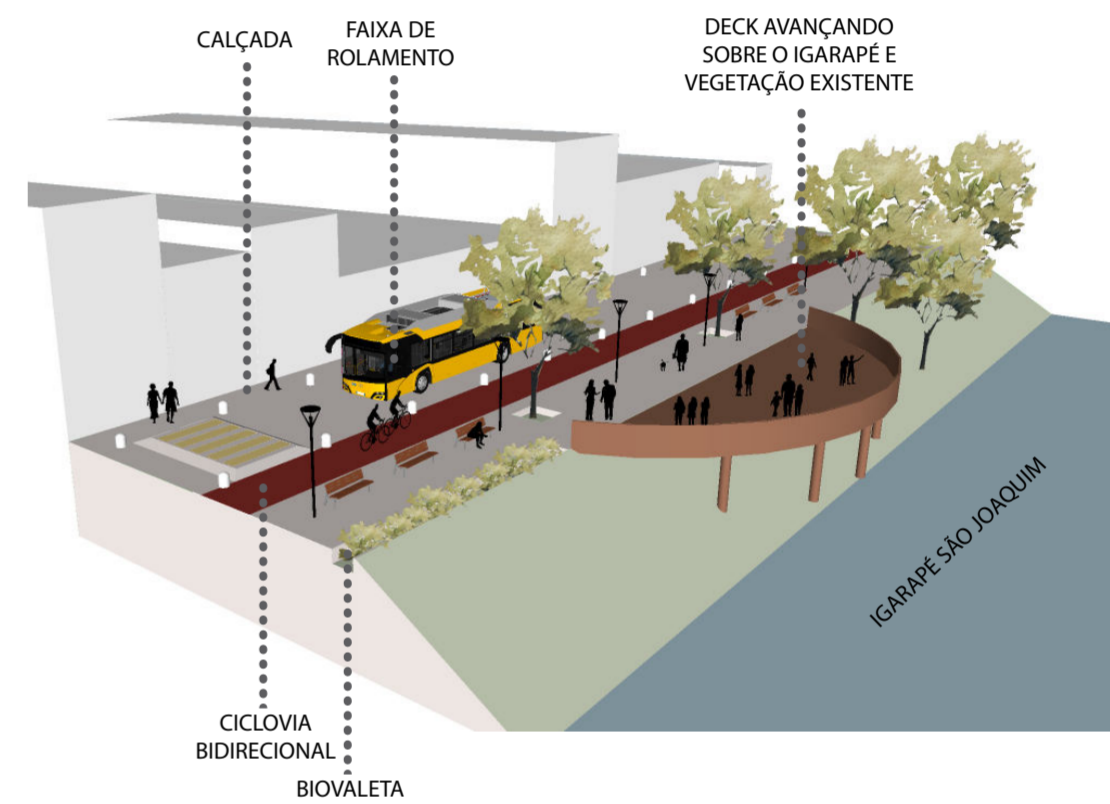 CALÇADA
FAIXA DE
ROLAMENTO
DECK AVANÇANDO
SOBRE O IGARAPÉ E
VEGETAÇÃO EXISTENTE
IGARAPÉ SÃO JOAQUIM
CICLOVIA
BIDIRECIONAL
BIOVALETA